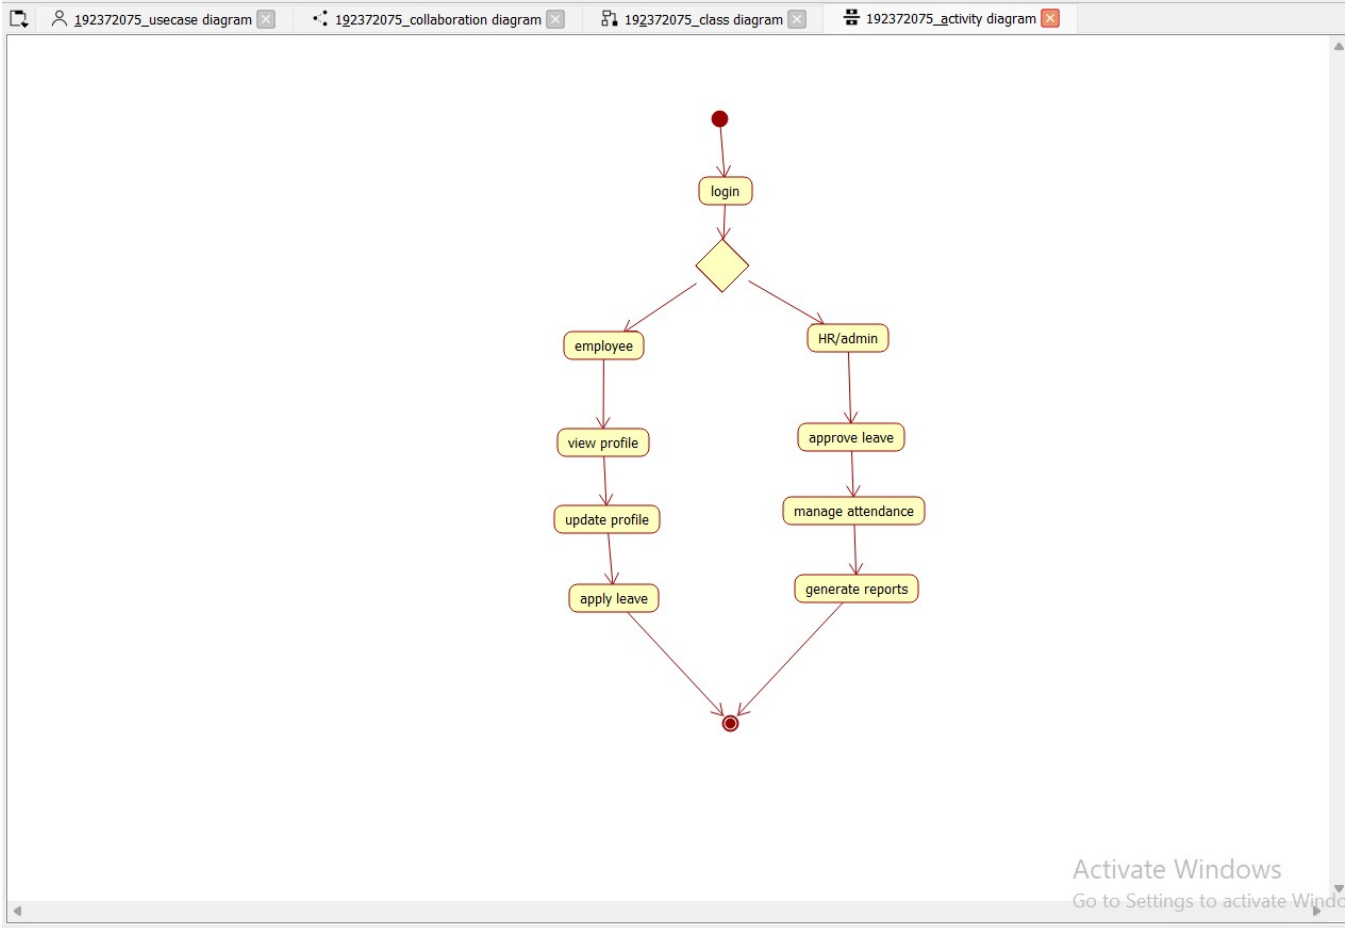 192372075_usecase diagram
192372075_collaboration diagram
192372075_class diagram
192372075_activity diagram
login
employee
HR/admin
view profile
approve leave
update profile
manage attendance
apply leave
generate reports
Activate Windows
Go to Settings to activate Windo